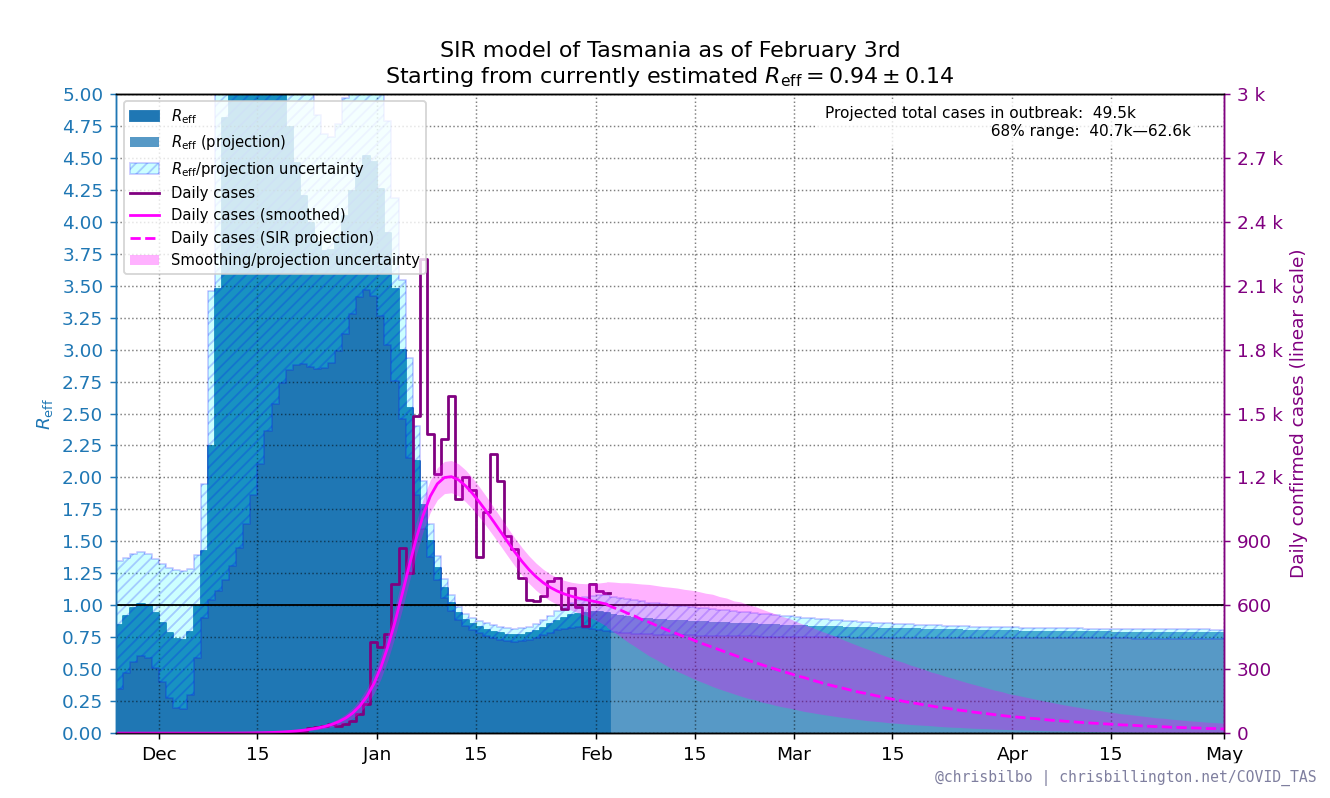 SIR model of Tasmania as of February 3rd
Starting from currently estimated R_eff = 0.94 ± 0.14
Projected total cases in outbreak: 49.5k
68% range: 40.7k—62.6k
R_eff
R_eff (projection)
R_eff/projection uncertainty
Daily cases
Daily cases (smoothed)
Daily cases (SIR projection)
Smoothing/projection uncertainty
5.00
4.75
4.50
4.25
4.00
3.75
3.50
3.25
3.00
2.75
2.50
2.25
2.00
1.75
1.50
1.25
1.00
0.75
0.50
0.25
0.00
R_eff
3 k
2.7 k
2.4 k
2.1 k
1.8 k
1.5 k
1.2 k
900
600
300
0
Daily confirmed cases (linear scale)
Dec 15 Jan 15 Feb 15 Mar 15 Apr 15 May
@chrisbilbo | chrisbillington.net/COVID_TAS